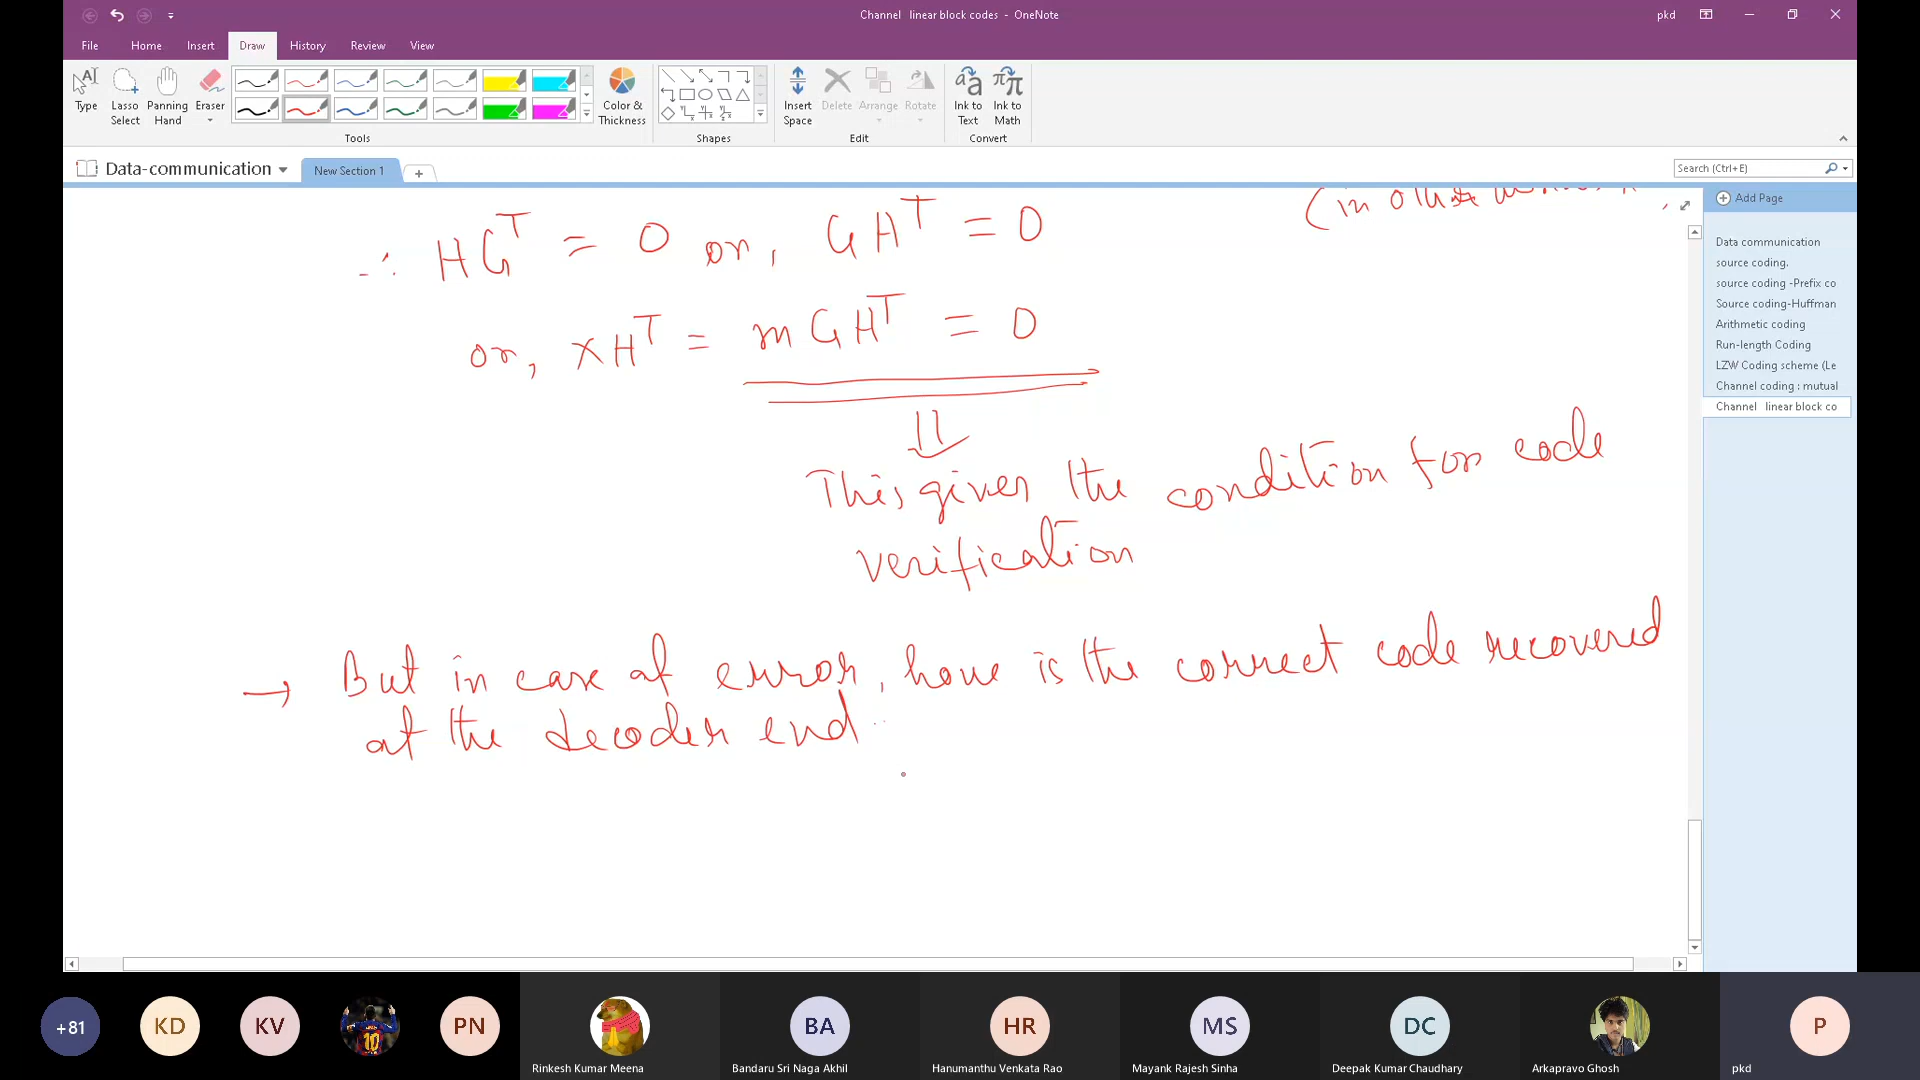 Channel linear block codes - OneNote
pkd
File Home Insert Draw History Review View
Type
Lasso Select
Panning Hand
Eraser
Color & Thickness
Insert Space
Delete
Arrange
Rotate
Ink to Text
Ink to Math
Tools
Shapes
Edit
Convert
Data-communication
New Section 1
Search (Ctrl+E)
Add Page
Data communication
source coding.
source coding -Prefix co
Source coding-Huffman
Arithmetic coding
Run-length Coding
LZW Coding scheme (Le
Channel coding : mutual
Channel linear block co
(in other
∴ HG^T = 0 or, GH^T = 0
or, XH^T = mGH^T = 0
This gives the condition for code
verification
→ But in case of error, how is the correct code recovered
at the decoder end
+81
KD
KV
10
PN
Rinkesh Kumar Meena
BA
Bandaru Sri Naga Akhil
HR
Hanumanthu Venkata Rao
MS
Mayank Rajesh Sinha
DC
Deepak Kumar Chaudhary
Arkapravo Ghosh
P
pkd